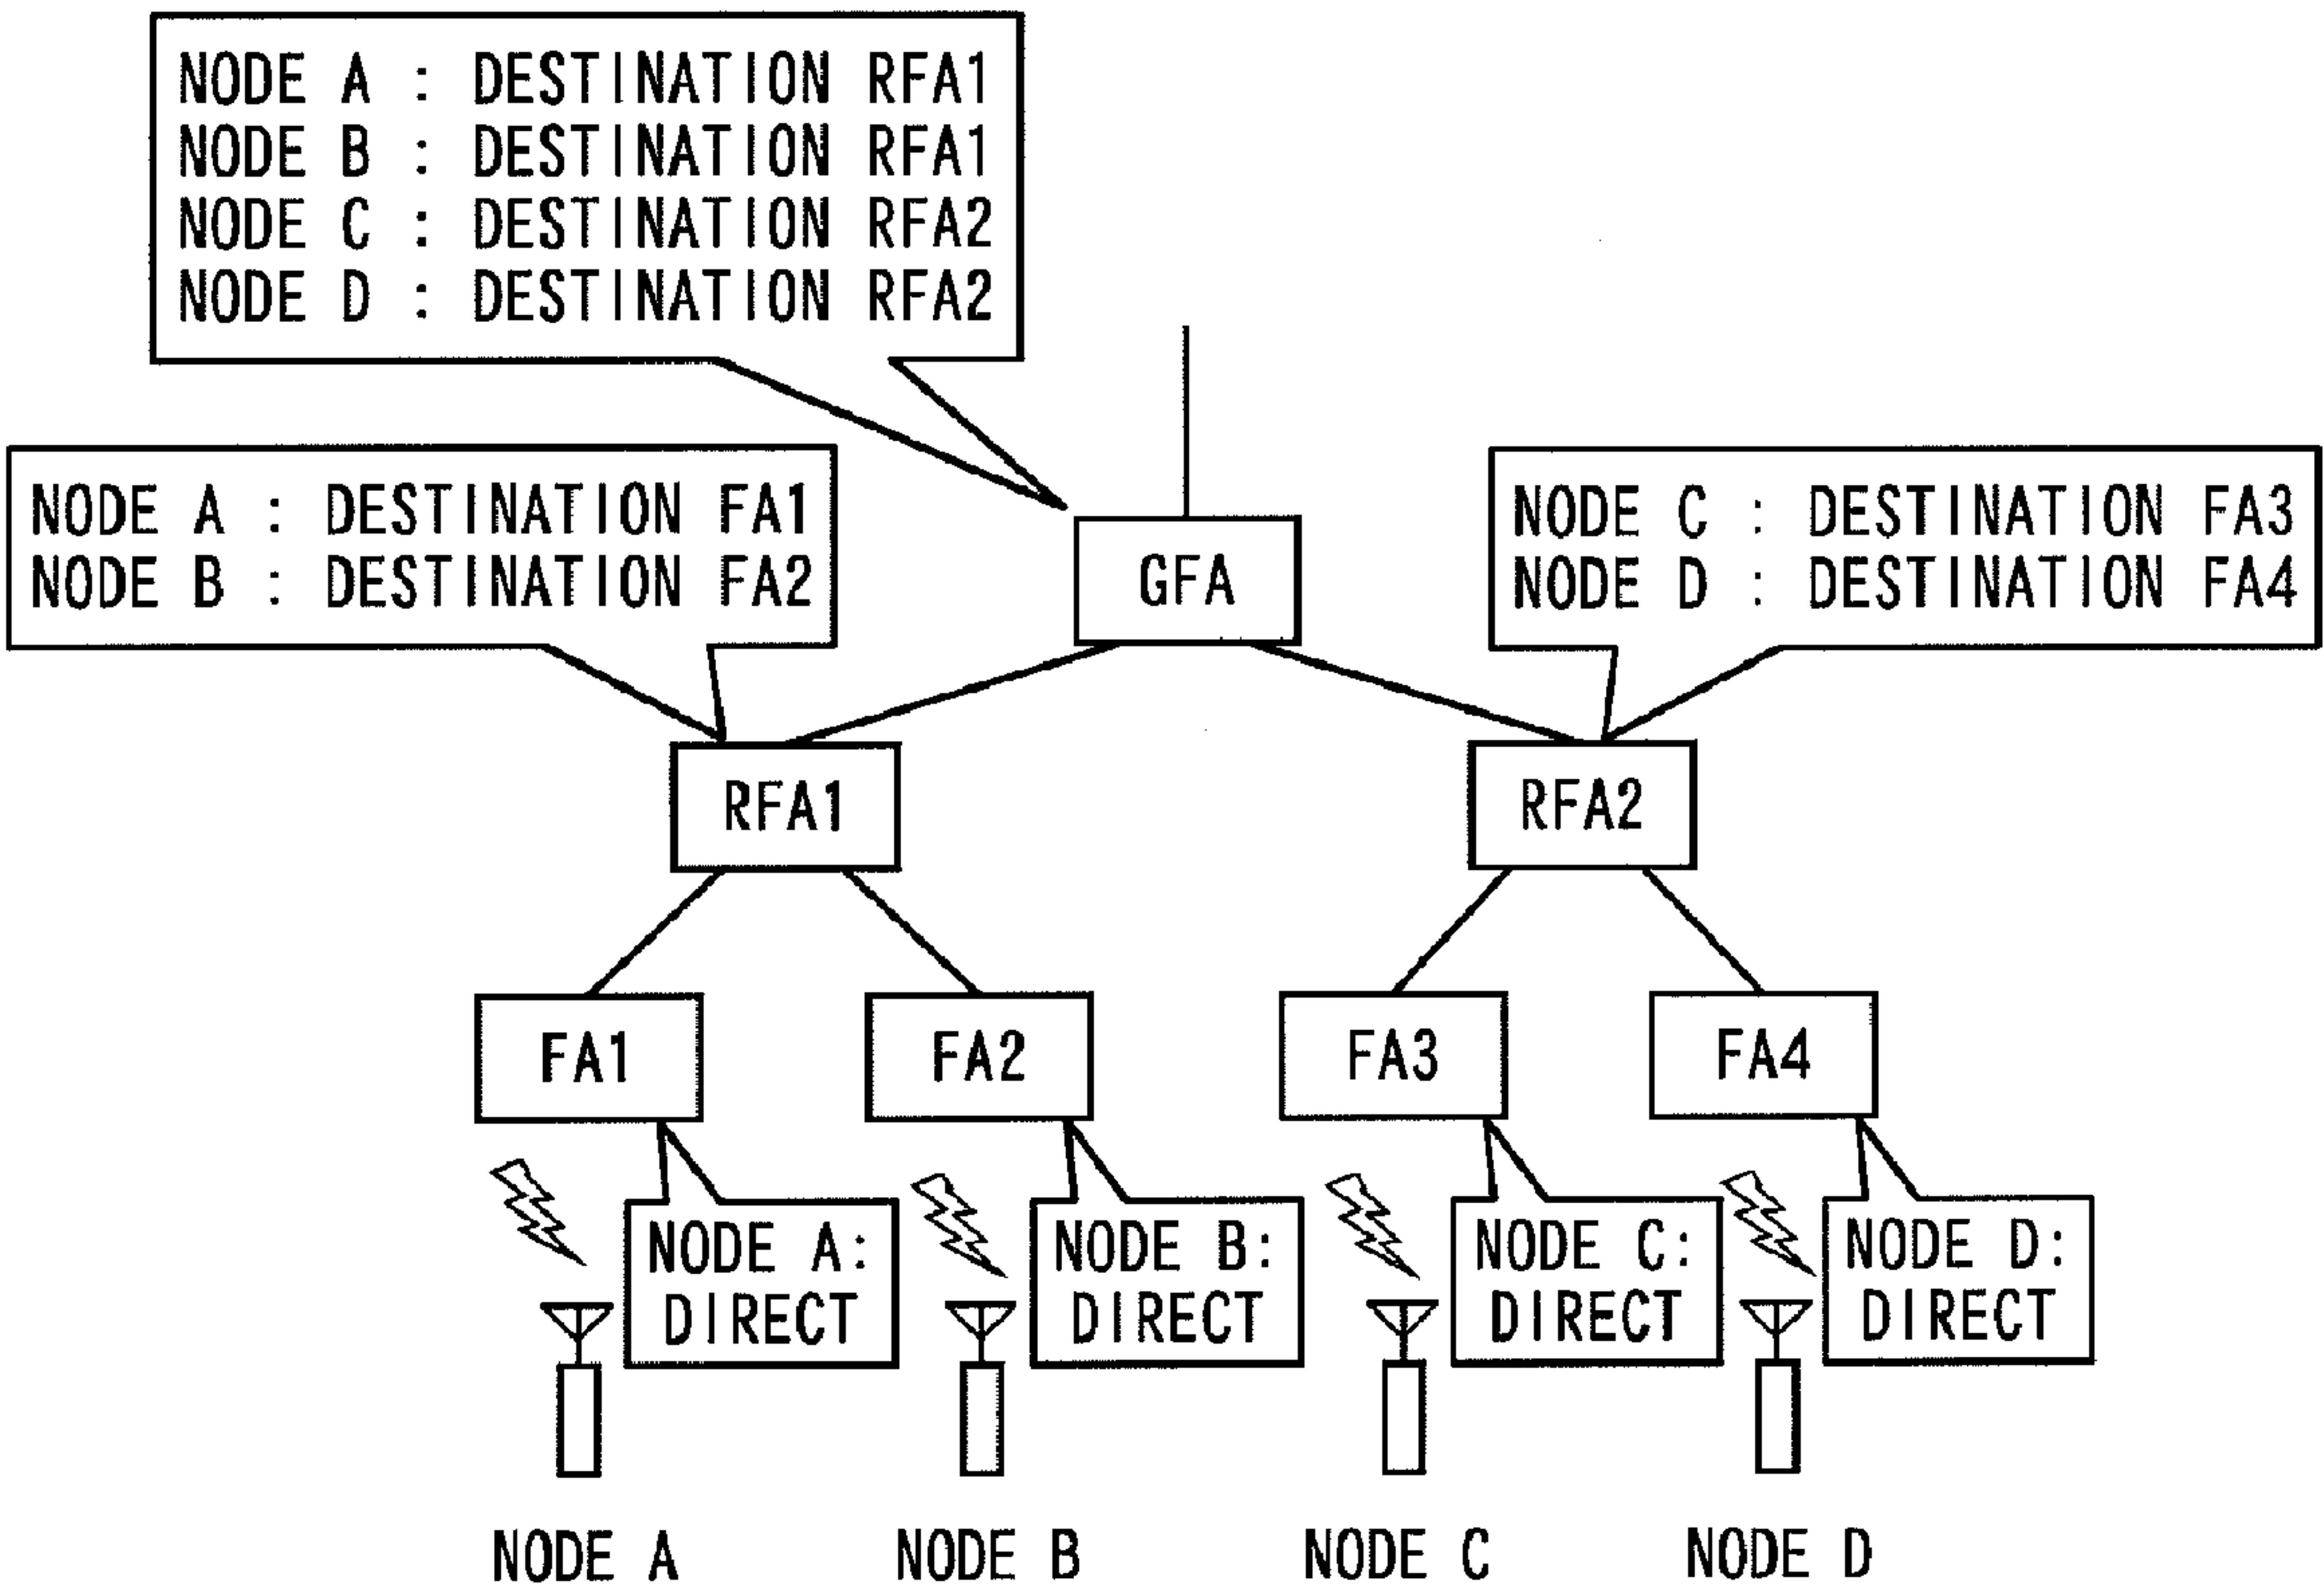 NODE A : DESTINATION RFA1
NODE B : DESTINATION RFA1
NODE C : DESTINATION RFA2
NODE D : DESTINATION RFA2
NODE A : DESTINATION FA1
NODE B : DESTINATION FA2
GFA
NODE C : DESTINATION FA3
NODE D : DESTINATION FA4
RFA1
RFA2
FA1
FA2
FA3
FA4
NODE A:
DIRECT
NODE B:
DIRECT
NODE C:
DIRECT
NODE D:
DIRECT
NODE A
NODE B
NODE C
NODE D